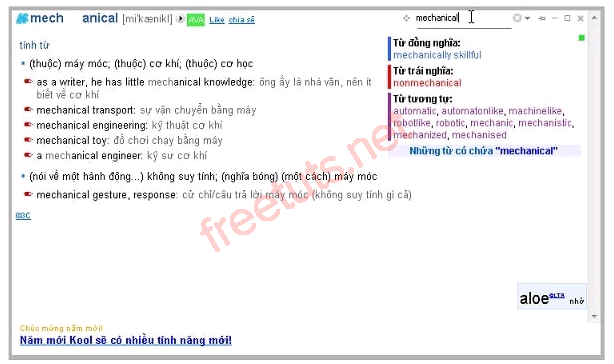 mech anical [mi'kænikl] AVA Like chia sẽ
mechanical
tính từ
(thuộc) máy móc; (thuộc) cơ khí; (thuộc) cơ học
as a writer, he has little mechanical knowledge: ông ấy là nhà văn, nên ít
biết về cơ khí
mechanical transport: sự vận chuyển bằng máy
mechanical engineering: kỹ thuật cơ khí
mechanical toy: đồ chơi chạy bằng máy
a mechanical engineer: kỹ sư cơ khí
(nói về một hành động...) không suy tính; (nghĩa bóng) (một cách) máy móc
mechanical gesture, response: cử chỉ/câu trả lời máy móc (không suy tính gì cả)
Từ đồng nghĩa:
mechanically skillful
Từ trái nghĩa:
nonmechanical
Từ tương tự:
automatic, automatonlike, machinelike,
robotlike, robotic, mechanic, mechanistic,
mechanized, mechanised
Những từ có chứa "mechanical"
freetuts.net
aloe QLTR nhớ
Chúc mừng năm mới!
Năm mới Kool sẽ có nhiều tính năng mới!